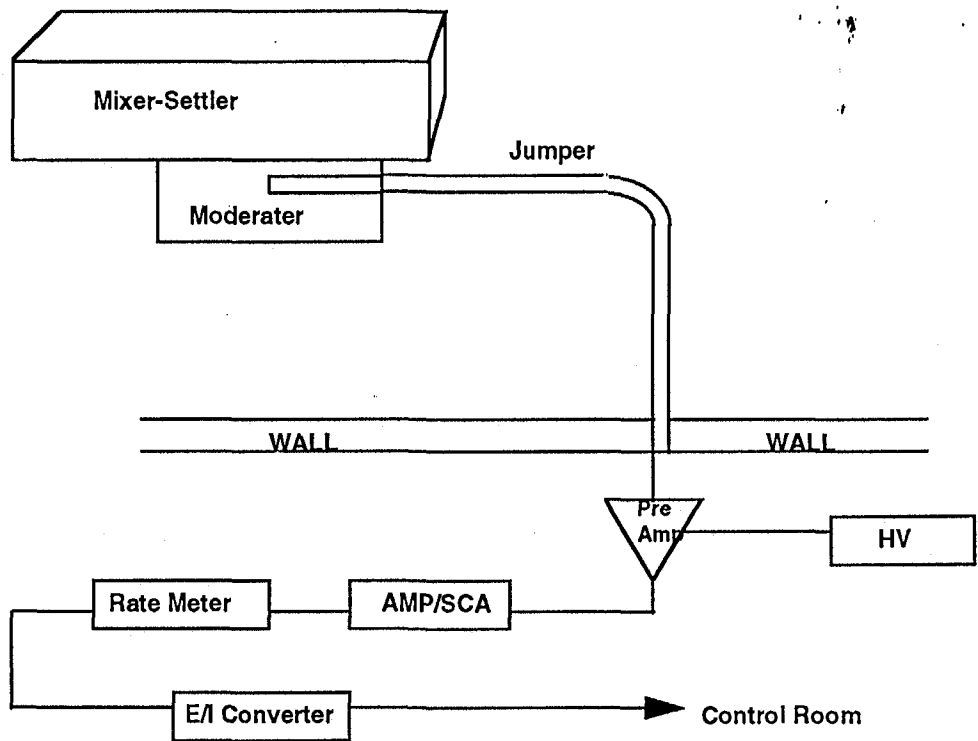 Mixer-Settler
Jumper
Moderater
WALL
WALL
Pre
Amp
HV
Rate Meter
AMP/SCA
E/I Converter
Control Room